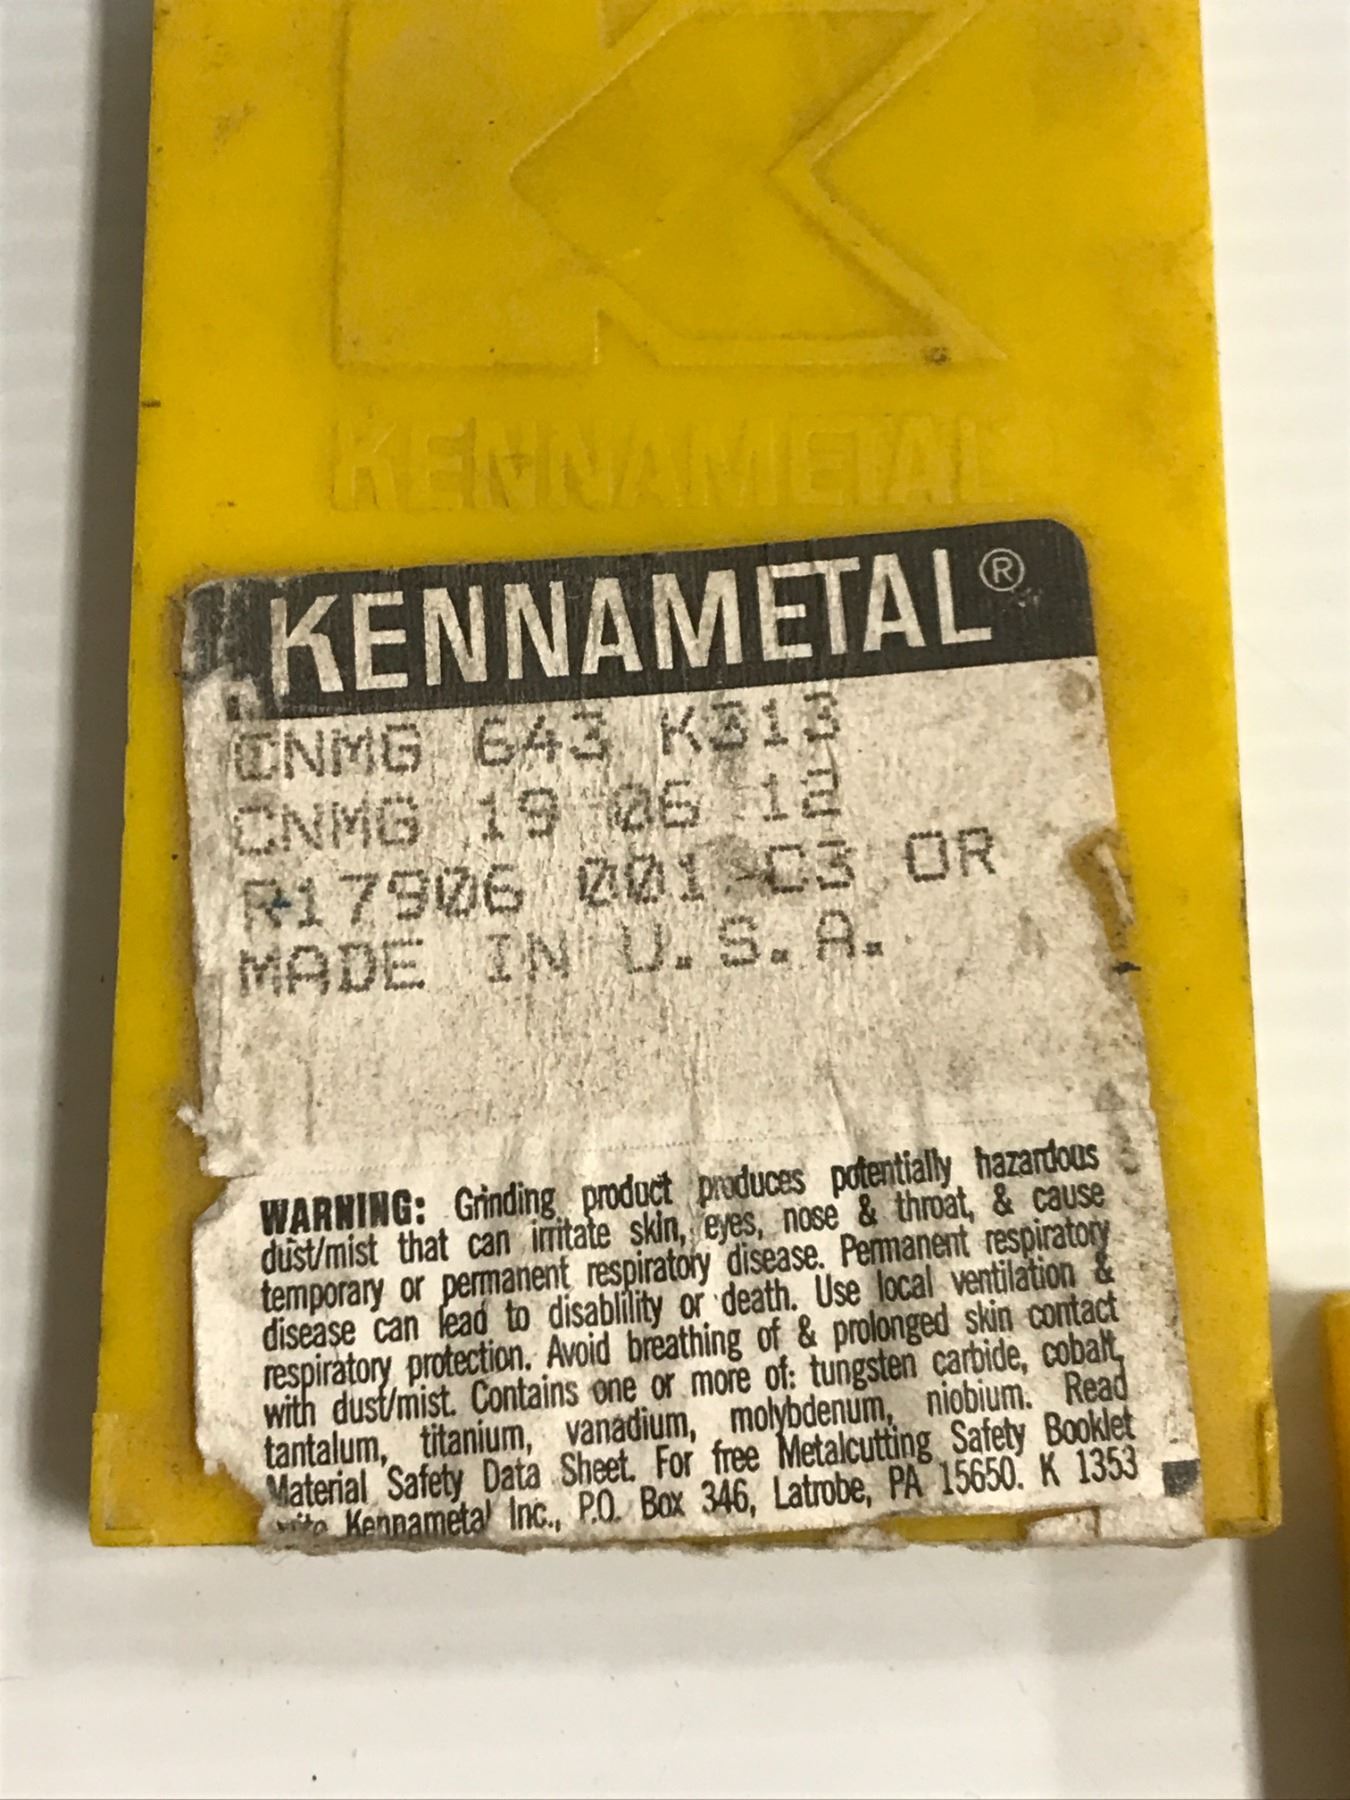 KENNAMETAL
KENNAMETAL®
CNMG 643 K313
CNMG 19 06 12
R17906 001 C3 OR
MADE IN U.S.A.
WARNING: Grinding product produces potentially hazardous
dust/mist that can irritate skin, eyes, nose & throat, & cause
temporary or permanent respiratory disease. Permanent respiratory
disease can lead to disablility or death. Use local ventilation &
respiratory protection. Avoid breathing of & prolonged skin contact
with dust/mist. Contains one or more of: tungsten carbide, cobalt,
tantalum, titanium, vanadium, molybdenum, niobium. Read
Material Safety Data Sheet. For free Metalcutting Safety Booklet
Kennametal Inc., P.O. Box 346, Latrobe, PA 15650. K 1353